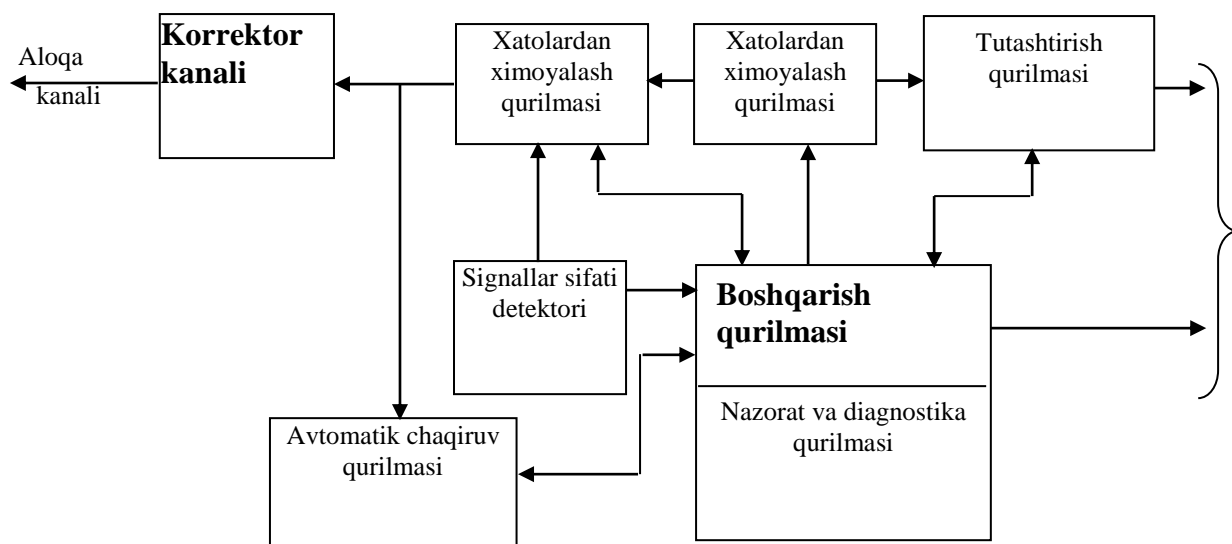 Aloqa
kanali
Korrektor
kanali
Xatolardan
ximoyalash
qurilmasi
Xatolardan
ximoyalash
qurilmasi
Tutashtirish
qurilmasi
Signallar sifati
detektori
Boshqarish
qurilmasi
Nazorat va diagnostika
qurilmasi
Avtomatik chaqiruv
qurilmasi